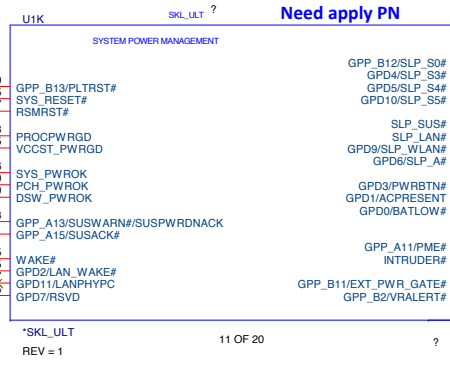 U1K SKL_ULT ? Need apply PN
SYSTEM POWER MANAGEMENT
GPP_B12/SLP_S0#
GPD4/SLP_S3#
GPP_B13/PLTRST# GPD5/SLP_S4#
SYS_RESET# GPD10/SLP_S5#
RSMRST#
SLP_SUS#
PROCPWRGD SLP_LAN#
VCCST_PWRGD GPD9/SLP_WLAN#
GPD6/SLP_A#
SYS_PWROK
PCH_PWROK GPD3/PWRBTN#
DSW_PWROK GPD1/ACPRESENT
GPD0/BATLOW#
GPP_A13/SUSWARN#/SUSPWRDNACK
GPP_A15/SUSACK#
GPP_A11/PME#
WAKE# INTRUDER#
GPD2/LAN_WAKE#
GPD11/LANPHYPC GPP_B11/EXT_PWR_GATE#
GPD7/RSVD GPP_B2/VRALERT#
*SKL_ULT
11 OF 20 ?
REV = 1